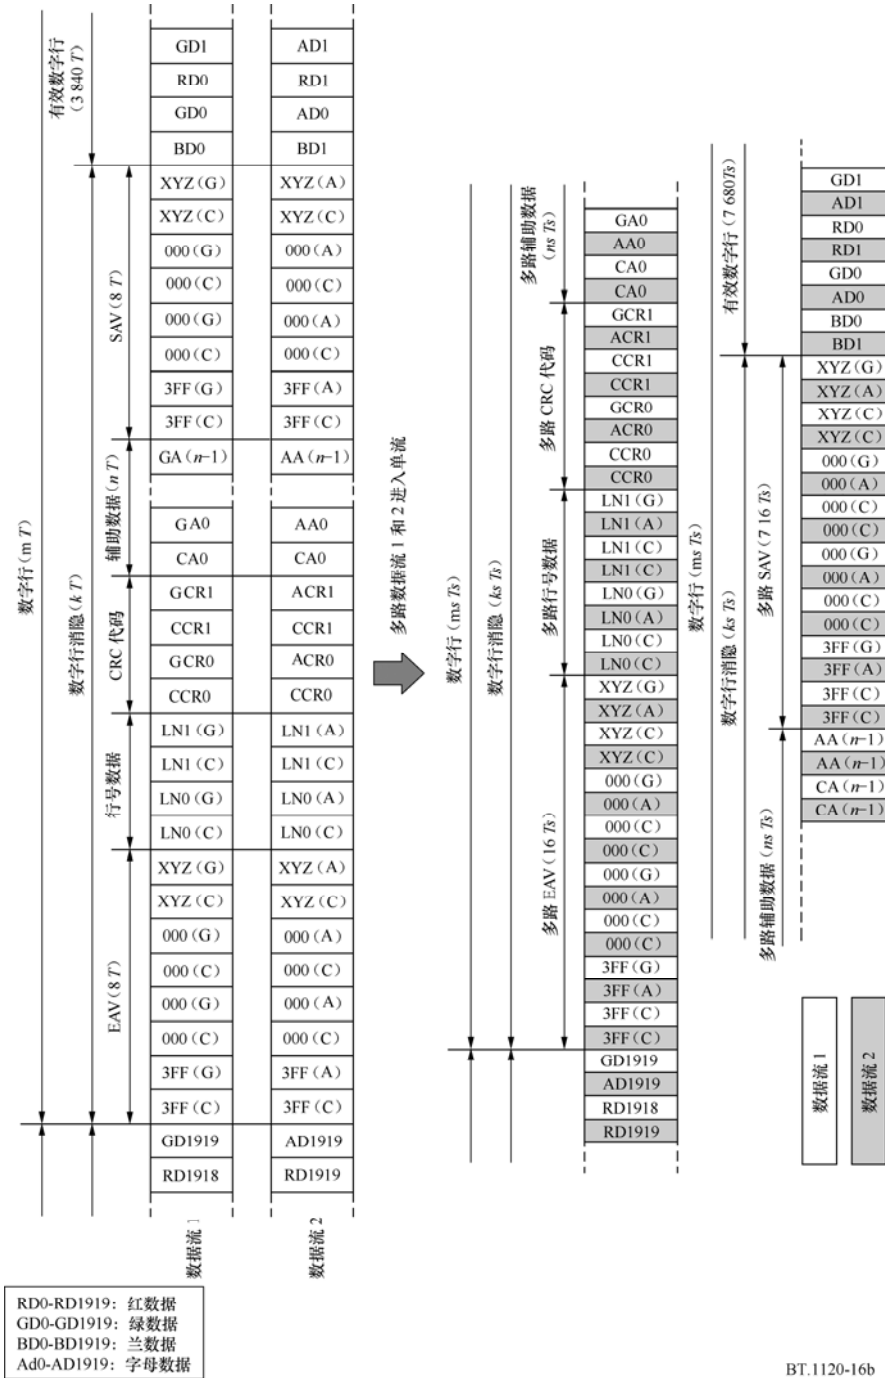 有效数字行
(3 840 T)
SAV(8 T)
辅助数据(n T)
CRC 代码
行号数据
EAV(8 T)
数字行(m T)
数字行消隐(k T)
GD1
RD0
GD0
BD0
XYZ(G)
XYZ(C)
000(G)
000(C)
000(G)
000(C)
3FF(G)
3FF(C)
GA(n-1)
GA0
CA0
GCR1
CCR1
GCR0
CCR0
LN1(G)
LN1(C)
LN0(G)
LN0(C)
XYZ(G)
XYZ(C)
000(G)
000(C)
000(G)
000(C)
3FF(G)
3FF(C)
GD1919
RD1918
数据流 1
AD1
RD1
AD0
BD1
XYZ(A)
XYZ(C)
000(A)
000(C)
000(A)
000(C)
3FF(A)
3FF(C)
AA(n-1)
AA0
CA0
ACR1
CCR1
ACR0
CCR0
LN1(A)
LN1(C)
LN0(A)
LN0(C)
XYZ(A)
XYZ(C)
000(A)
000(C)
000(A)
000(C)
3FF(A)
3FF(C)
AD1919
RD1919
数据流 2
多路数据流 1 和 2 进入单流
数字行(ms Ts)
数字行消隐(ks Ts)
多路辅助数据
(ns Ts)
多路 CRC 代码
多路行号数据
多路 EAV(16 Ts)
GA0
AA0
CA0
CA0
GCR1
ACR1
CCR1
CCR1
GCR0
ACR0
CCR0
CCR0
LN1(G)
LN1(A)
LN1(C)
LN1(C)
LN0(G)
LN0(A)
LN0(C)
LN0(C)
XYZ(G)
XYZ(A)
XYZ(C)
XYZ(C)
000(G)
000(A)
000(C)
000(C)
000(G)
000(A)
000(C)
000(C)
3FF(G)
3FF(A)
3FF(C)
3FF(C)
GD1919
AD1919
RD1918
RD1919
数字行(ms Ts)
数字行消隐(ks Ts)
有效数字行(7 680Ts)
多路 SAV(7 16 Ts)
多路辅助数据(ns Ts)
GD1
AD1
RD0
RD1
GD0
AD0
BD0
BD1
XYZ(G)
XYZ(A)
XYZ(C)
XYZ(C)
000(G)
000(A)
000(C)
000(C)
000(G)
000(A)
000(C)
000(C)
3FF(G)
3FF(A)
3FF(C)
3FF(C)
AA(n-1)
AA(n-1)
CA(n-1)
CA(n-1)
数据流 1
数据流 2
RD0-RD1919: 红数据
GD0-GD1919: 绿数据
BD0-BD1919: 兰数据
Ad0-AD1919: 字母数据
BT.1120-16b